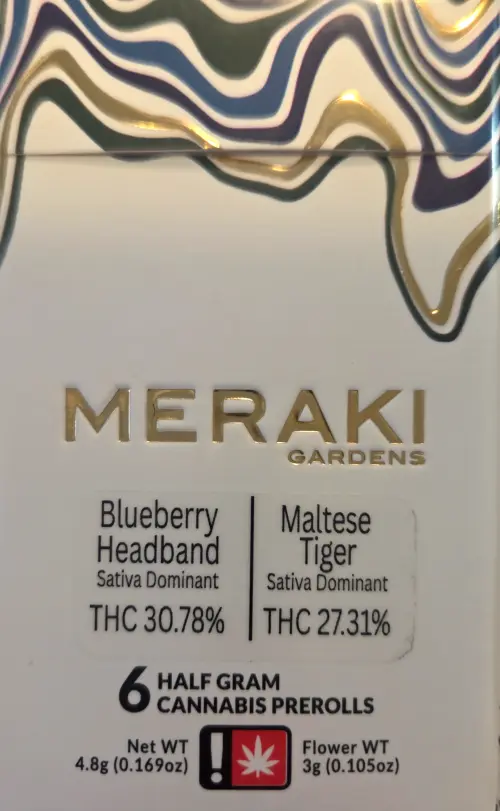 MERAKI
GARDENS
Blueberry
Headband
Sativa Dominant
THC 30.78%
Maltese
Tiger
Sativa Dominant
THC 27.31%
6 HALF GRAM
CANNABIS PREROLLS
Net WT
4.8g (0.169oz)
!
Flower WT
3g (0.105oz)